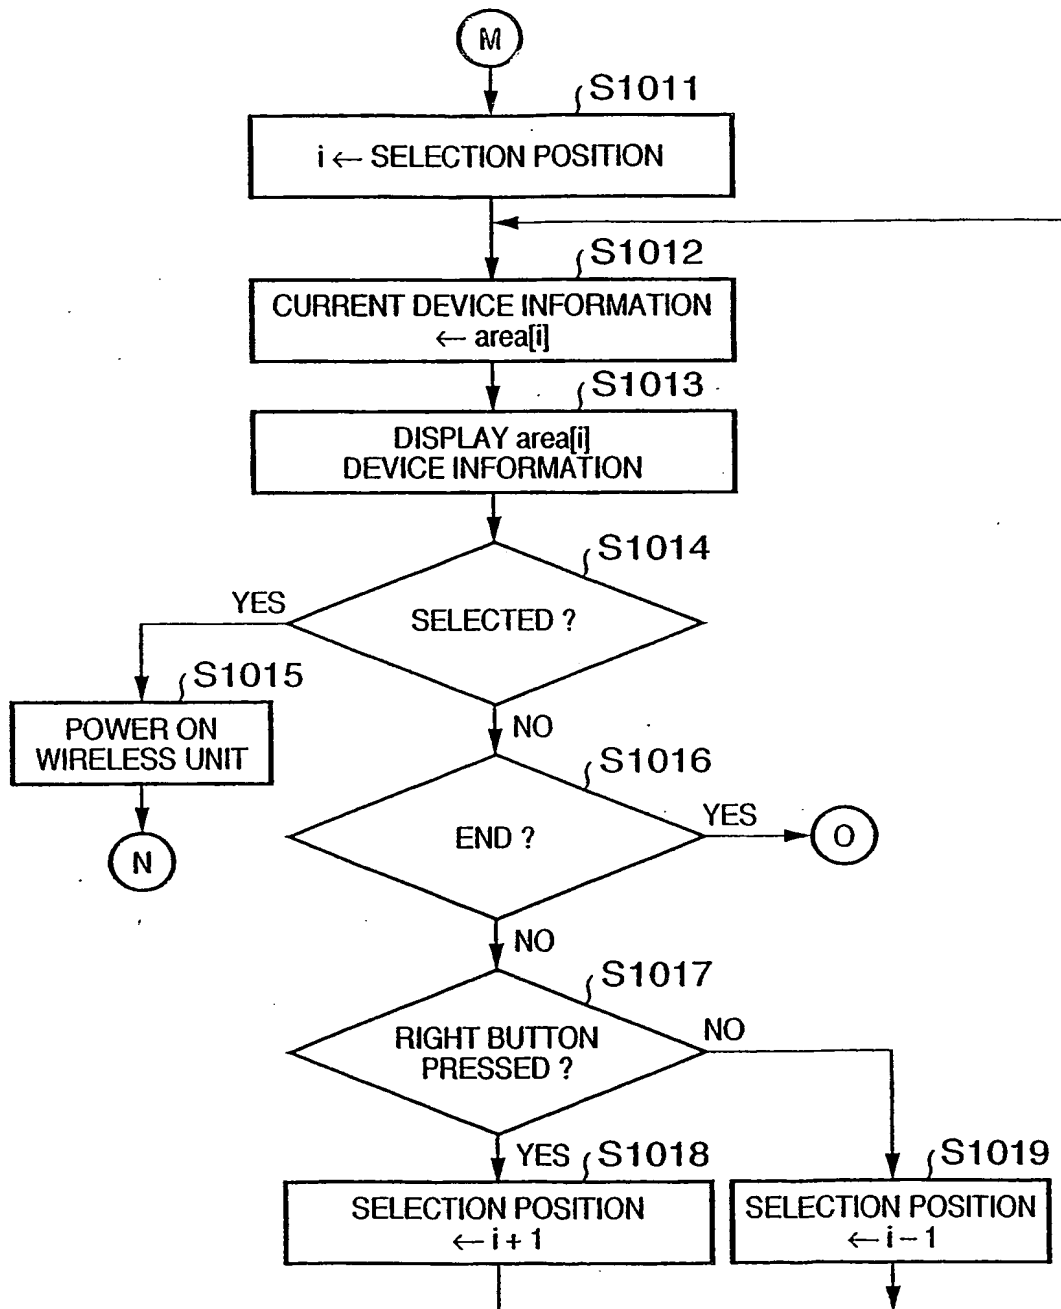 M
S1011
i ← SELECTION POSITION
S1012
CURRENT DEVICE INFORMATION
← area[i]
S1013
DISPLAY area[i]
DEVICE INFORMATION
S1014
SELECTED ?
YES
S1015
POWER ON
WIRELESS UNIT
N
NO
S1016
END ?
YES
O
NO
S1017
RIGHT BUTTON
PRESSED ?
NO
YES
S1018
SELECTION POSITION
← i + 1
S1019
SELECTION POSITION
← i – 1